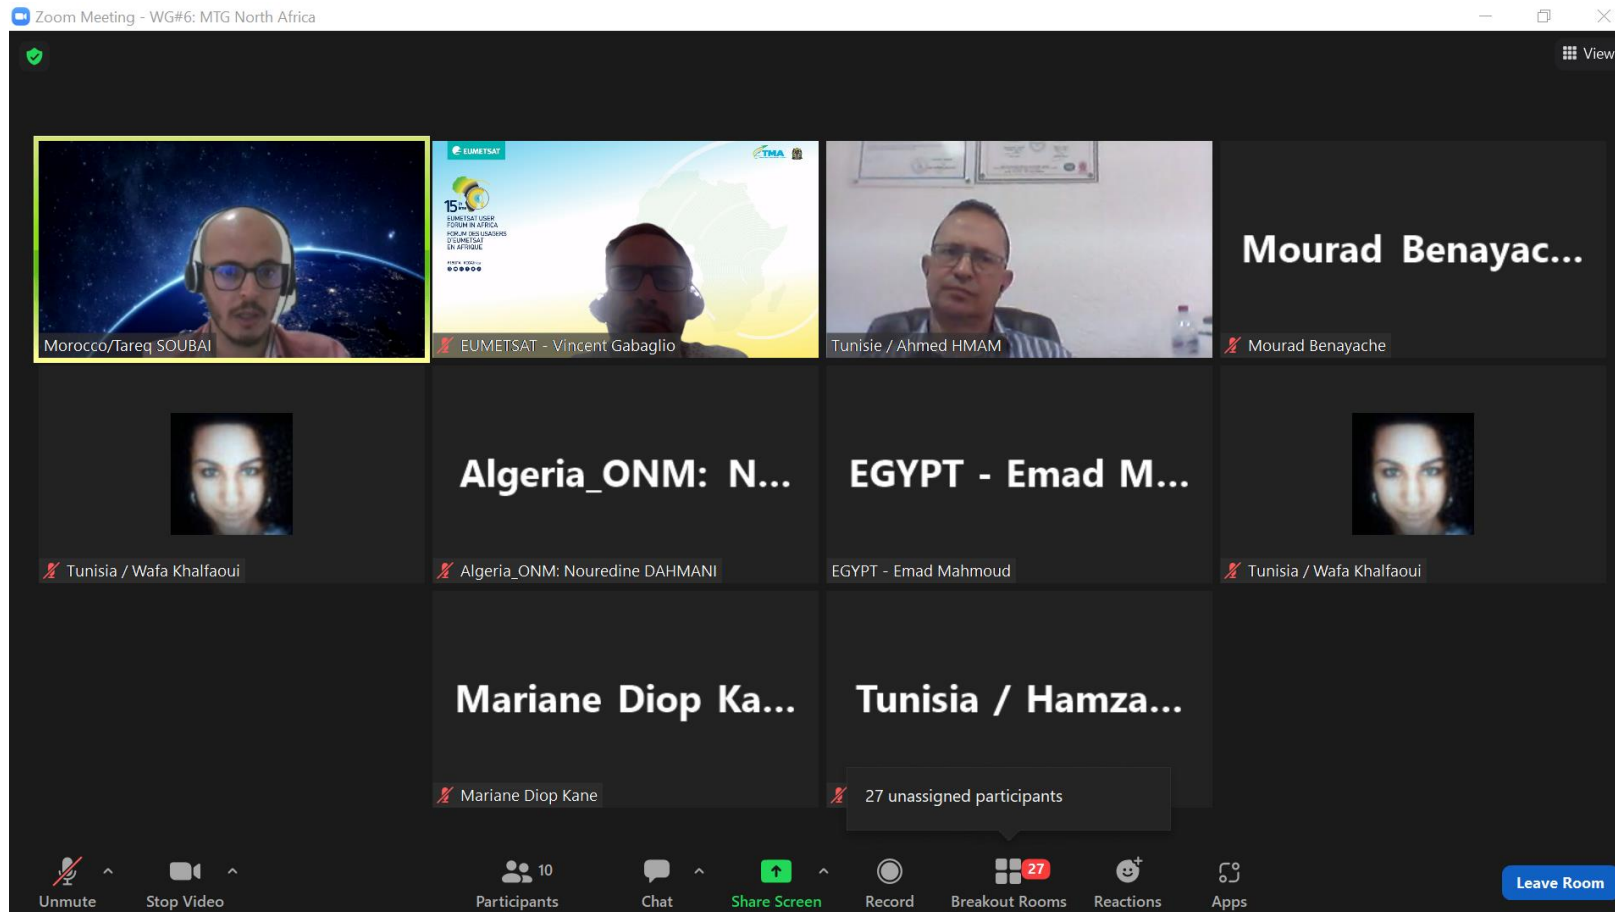 Zoom Meeting - WG#6: MTG North Africa
View
EUMETSAT
TMA
15
EUMETSAT USER
FORUM IN AFRICA
FORUM DES USAGERS
D'EUMETSAT
EN AFRIQUE
Morocco/Tareq SOUBAI
EUMETSAT - Vincent Gabaglio
Tunisie / Ahmed HMAM
Mourad Benayac...
Mourad Benayache
Tunisia / Wafa Khalfaoui
Algeria_ONM: N...
Algeria_ONM: Nouredine DAHMANI
EGYPT - Emad M...
EGYPT - Emad Mahmoud
Tunisia / Wafa Khalfaoui
Mariane Diop Ka...
Mariane Diop Kane
Tunisia / Hamza...
27 unassigned participants
Unmute
Stop Video
10
Participants
Chat
Share Screen
Record
27
Breakout Rooms
Reactions
Apps
Leave Room